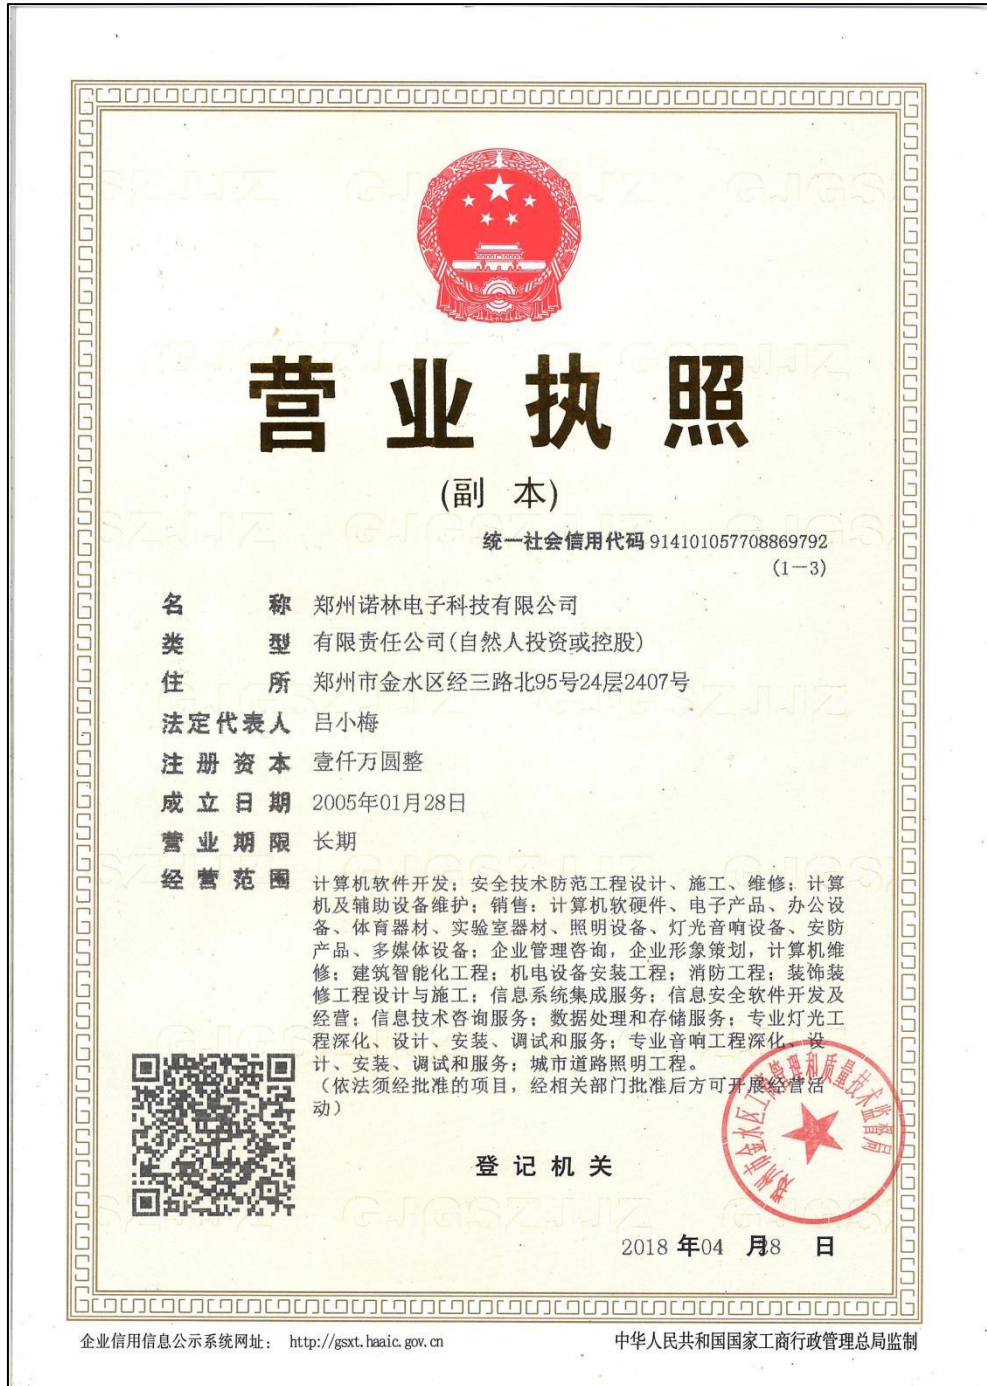 营业执照
(副 本)
统一社会信用代码 914101057708869792
(1—3)
名称 郑州诺林电子科技有限公司
类型 有限责任公司(自然人投资或控股)
住所 郑州市金水区经三路北95号24层2407号
法定代表人 吕小梅
注册资本 壹仟万圆整
成立日期 2005年01月28日
营业期限 长期
经营范围 计算机软件开发；安全技术防范工程设计、施工、维修；计算
机及辅助设备维护；销售：计算机软硬件、电子产品、办公设
备、体育器材、实验室器材、照明设备、灯光音响设备、安防
产品、多媒体设备；企业管理咨询，企业形象策划，计算机维
修；建筑智能化工程；机电设备安装工程；消防工程；装饰装
修工程设计与施工；信息系统集成服务；信息安全软件开发及
经营；信息技术咨询服务；数据处理和存储服务；专业灯光工
程深化、设计、安装、调试和服务；专业音响工程深化、设
计、安装、调试和服务；城市道路照明工程。
（依法须经批准的项目，经相关部门批准后方可开展经营活
动）
郑州市金水区工商管理和质量技术监督局
登记机关
2018 年04 月28 日
企业信用信息公示系统网址： http://gsxt.haaic.gov.cn
中华人民共和国国家工商行政管理总局监制